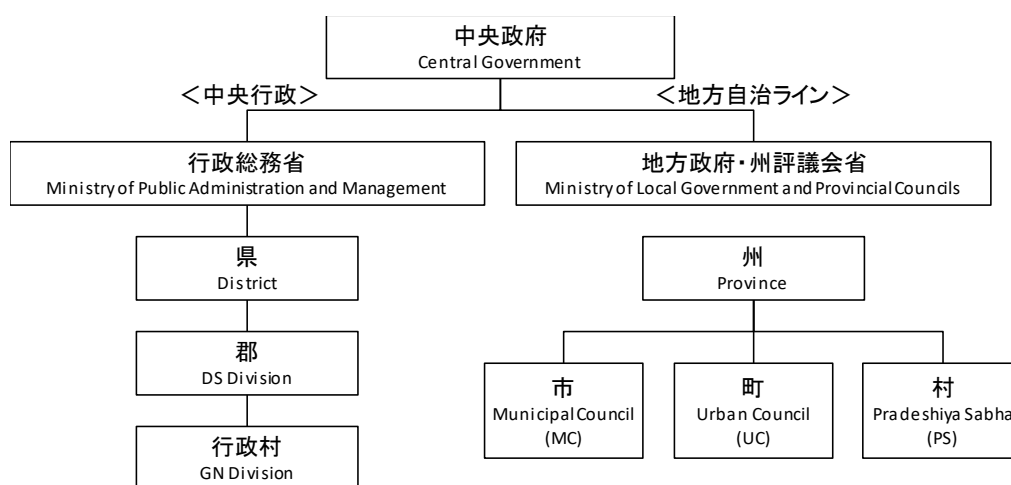 中央政府
Central Government
＜中央行政＞
＜地方自治ライン＞
行政総務省
Ministry of Public Administration and Management
地方政府・州評議会省
Ministry of Local Government and Provincial Councils
県
District
州
Province
郡
DS Division
市
Municipal Council
(MC)
町
Urban Council
(UC)
村
Pradeshiya Sabha
(PS)
行政村
GN Division